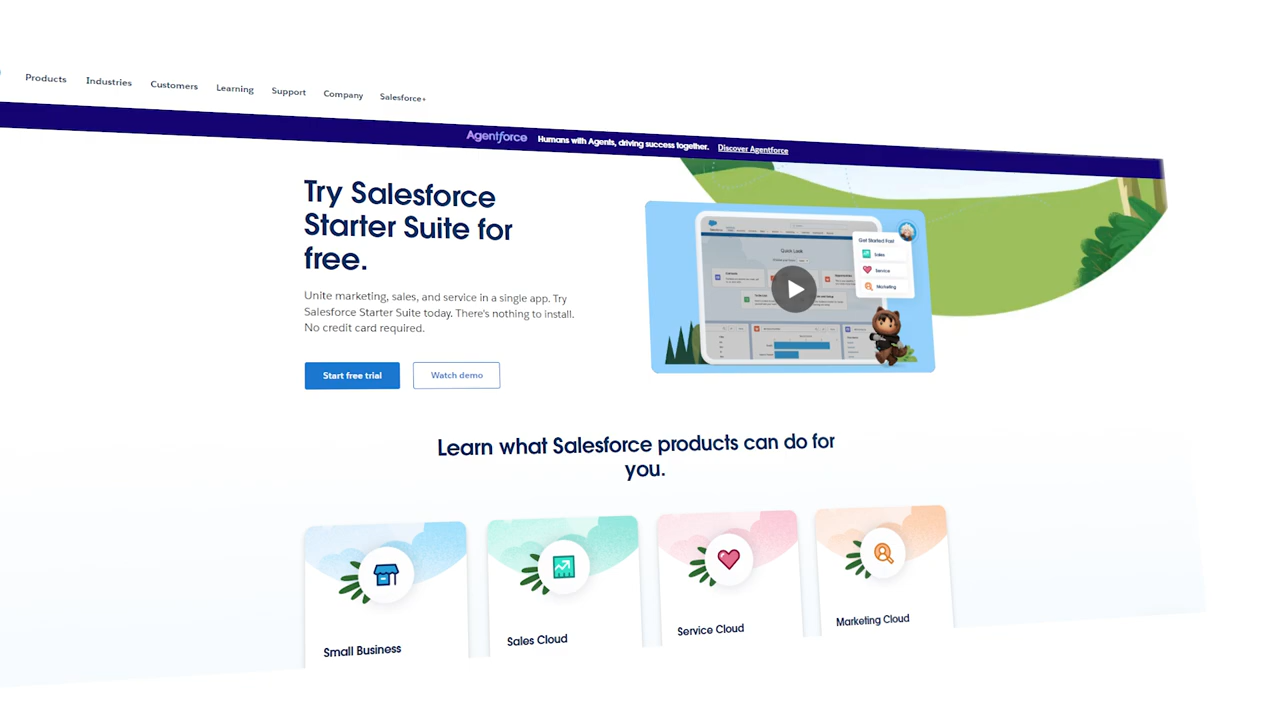 Products Industries Customers Learning Support Company Salesforce+
Agentforce Humans with Agents, driving success together. Discover Agentforce
Try Salesforce
Starter Suite for
free.
Unite marketing, sales, and service in a single app. Try
Salesforce Starter Suite today. There's nothing to install.
No credit card required.
Start free trial Watch demo
Quick Look
Get Started Fast
Sales
Service
Marketing
Learn what Salesforce products can do for
you.
Small Business
Sales Cloud
Service Cloud
Marketing Cloud